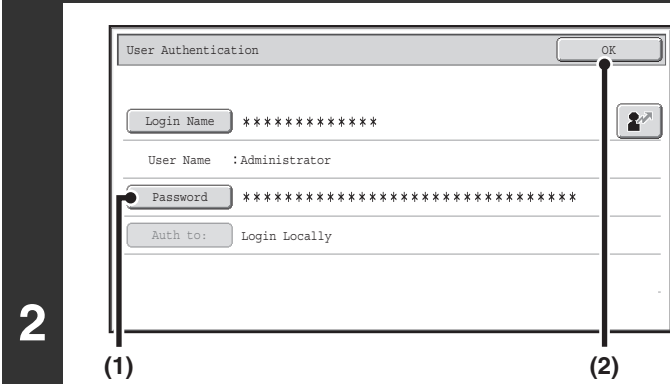 User Authentication OK
Login Name *************
User Name :Administrator
Password ********************************
Auth to: Login Locally
2
(1) (2)